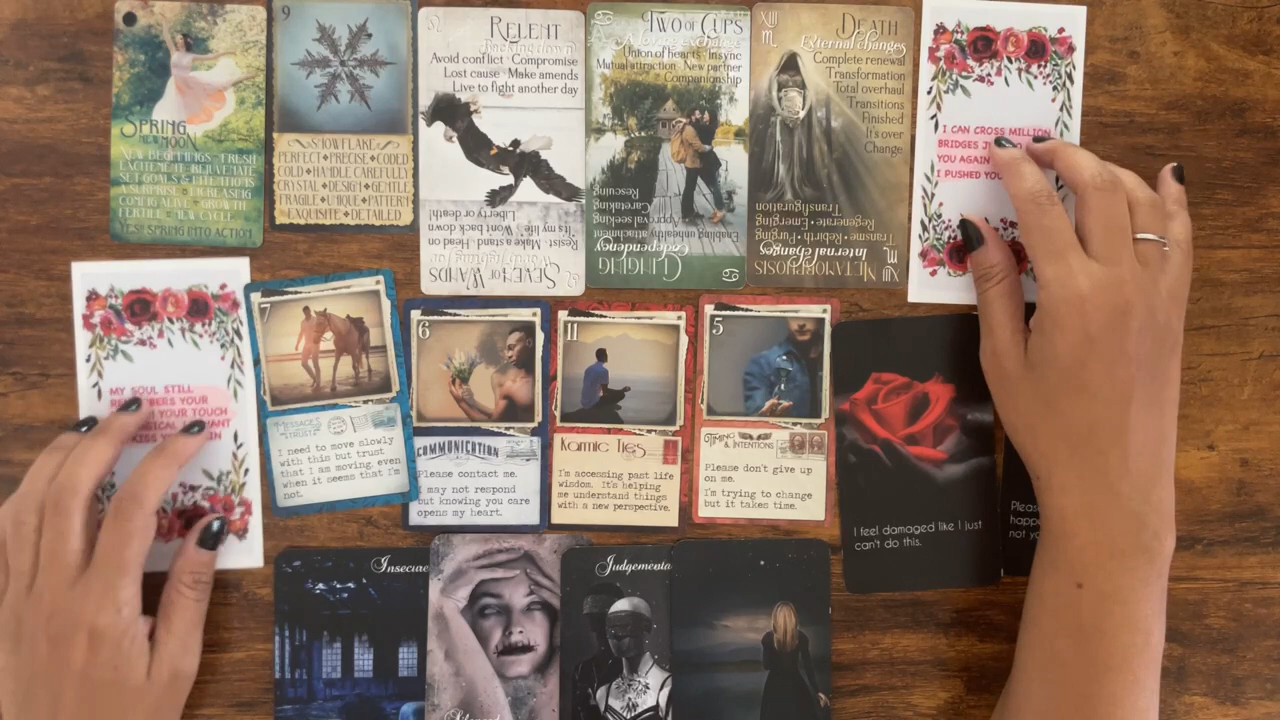 SPRING
NEW MOON
NEW BEGINNINGS • FRESH
EXCITEMENT • REJUVENATE
SET GOALS & INTENTIONS
A SURPRISE • INCREASING
COMING ALIVE • GROWTH
FERTILE • NEW CYCLE
YES!! SPRING INTO ACTION
9
SNOWFLAKE
PERFECT ❖ PRECISE ❖ CODED
COLD ❖ HANDLE CAREFULLY
CRYSTAL ❖ DESIGN ❖ GENTLE
FRAGILE ❖ UNIQUE ❖ PATTERN
EXQUISITE ❖ DETAILED
RELENT
Backing down
Avoid conflict · Compromise
Lost cause · Make amends
Live to fight another day
SEVEN OF WANDS
Resist · Make a stand · Head on
It's my life · Won't back down
Liberty or death!
TWO OF CUPS
Union of hearts · In sync
Mutual attraction · New partner
Companionship
CLINGING
Codependency
Enabling unhealthy attachment
Caretaking · Approval seeking
Rescuing
XIII
DEATH
External changes
Complete renewal
Transformation
Total overhaul
Transitions
Finished
It's over
Change
XIII
METAMORPHOSIS
Internal changes
Transmute · Rebirth · Purging
Regenerate · Emerging
Transfiguration
I CAN CROSS MILLION
BRIDGES
YOU AGAIN
I PUSHED YOU
MY SOUL STILL
YOUR
YOUR TOUCH
7
MESSAGES
"TRUST"
I need to move slowly
with this but trust
that I am moving, even
when it seems that I'm
not.
6
COMMUNICATION
Please contact me.
I may not respond
but knowing you care
opens my heart.
11
Karmic Ties
I'm accessing past life
wisdom. It's helping
me understand things
with a new perspective.
5
TIMING
& INTENTIONS
Please don't give up
on me.
I'm trying to change
but it takes time.
I feel damaged like I just
can't do this.
Insecure
Judgementa